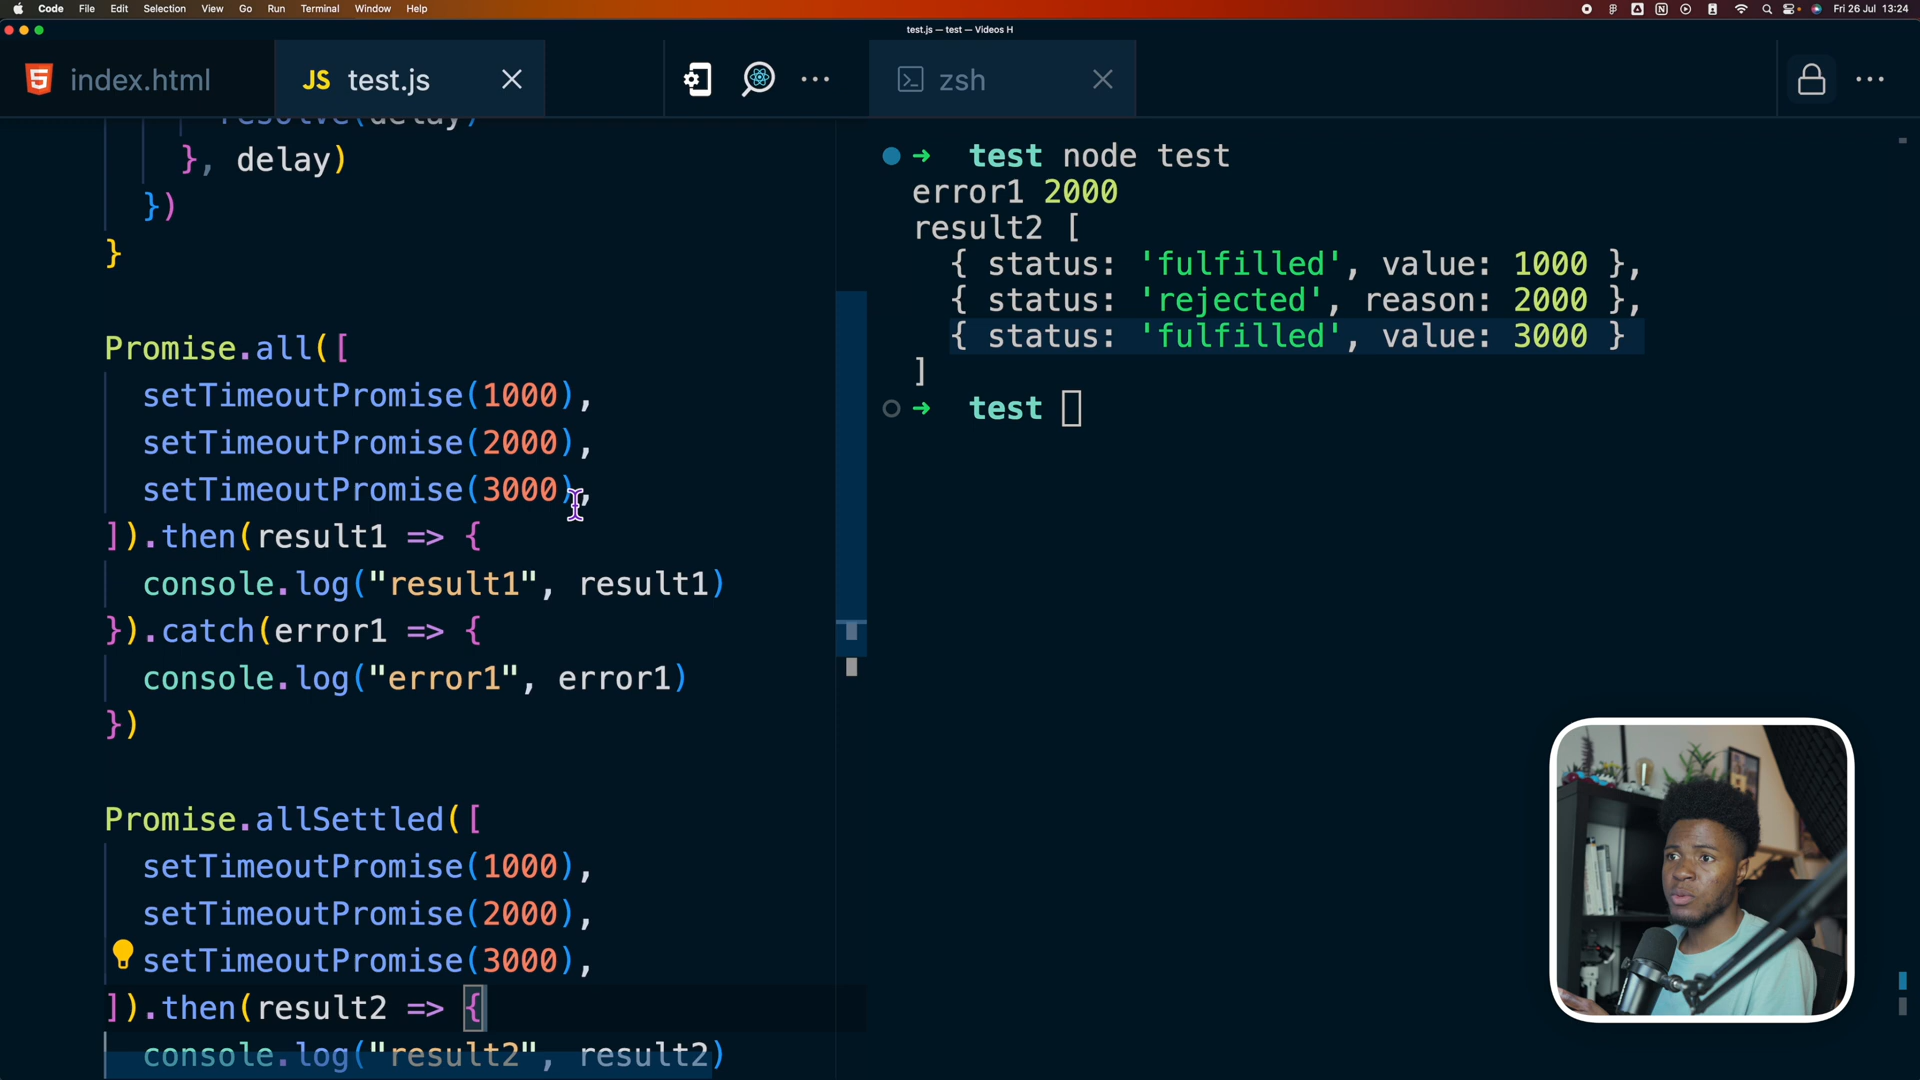 Code File Edit Selection View Go Run Terminal Window Help
Fri 26 Jul 13:24
test.js — test — Videos H
index.html
JS test.js
zsh
resolve(delay)
}, delay)
})
}
Promise.all([
setTimeoutPromise(1000),
setTimeoutPromise(2000),
setTimeoutPromise(3000),
]).then(result1 => {
console.log("result1", result1)
}).catch(error1 => {
console.log("error1", error1)
})
Promise.allSettled([
setTimeoutPromise(1000),
setTimeoutPromise(2000),
setTimeoutPromise(3000),
]).then(result2 => {
console.log("result2", result2)
➜ test node test
error1 2000
result2 [
{ status: 'fulfilled', value: 1000 },
{ status: 'rejected', reason: 2000 },
{ status: 'fulfilled', value: 3000 }
]
➜ test